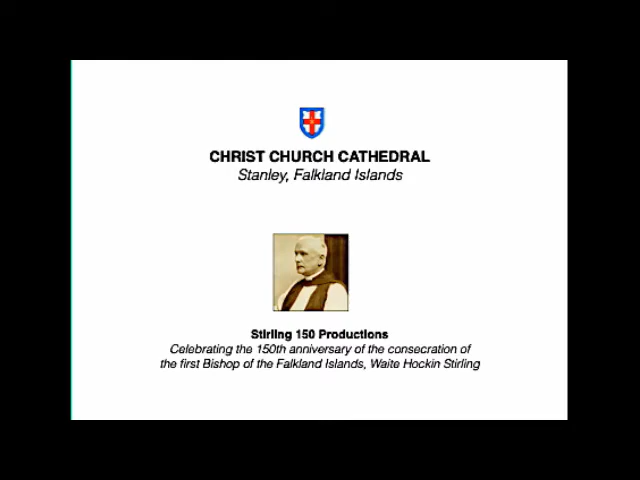 CHRIST CHURCH CATHEDRAL
Stanley, Falkland Islands
Stirling 150 Productions
Celebrating the 150th anniversary of the consecration of
the first Bishop of the Falkland Islands, Waite Hockin Stirling